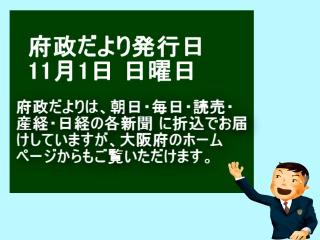 府政だより発行日
11月1日 日曜日
府政だよりは、朝日・毎日・読売・
産経・日経の各新聞 に折込でお届
けしていますが、大阪府のホーム
ページからもご覧いただけます。